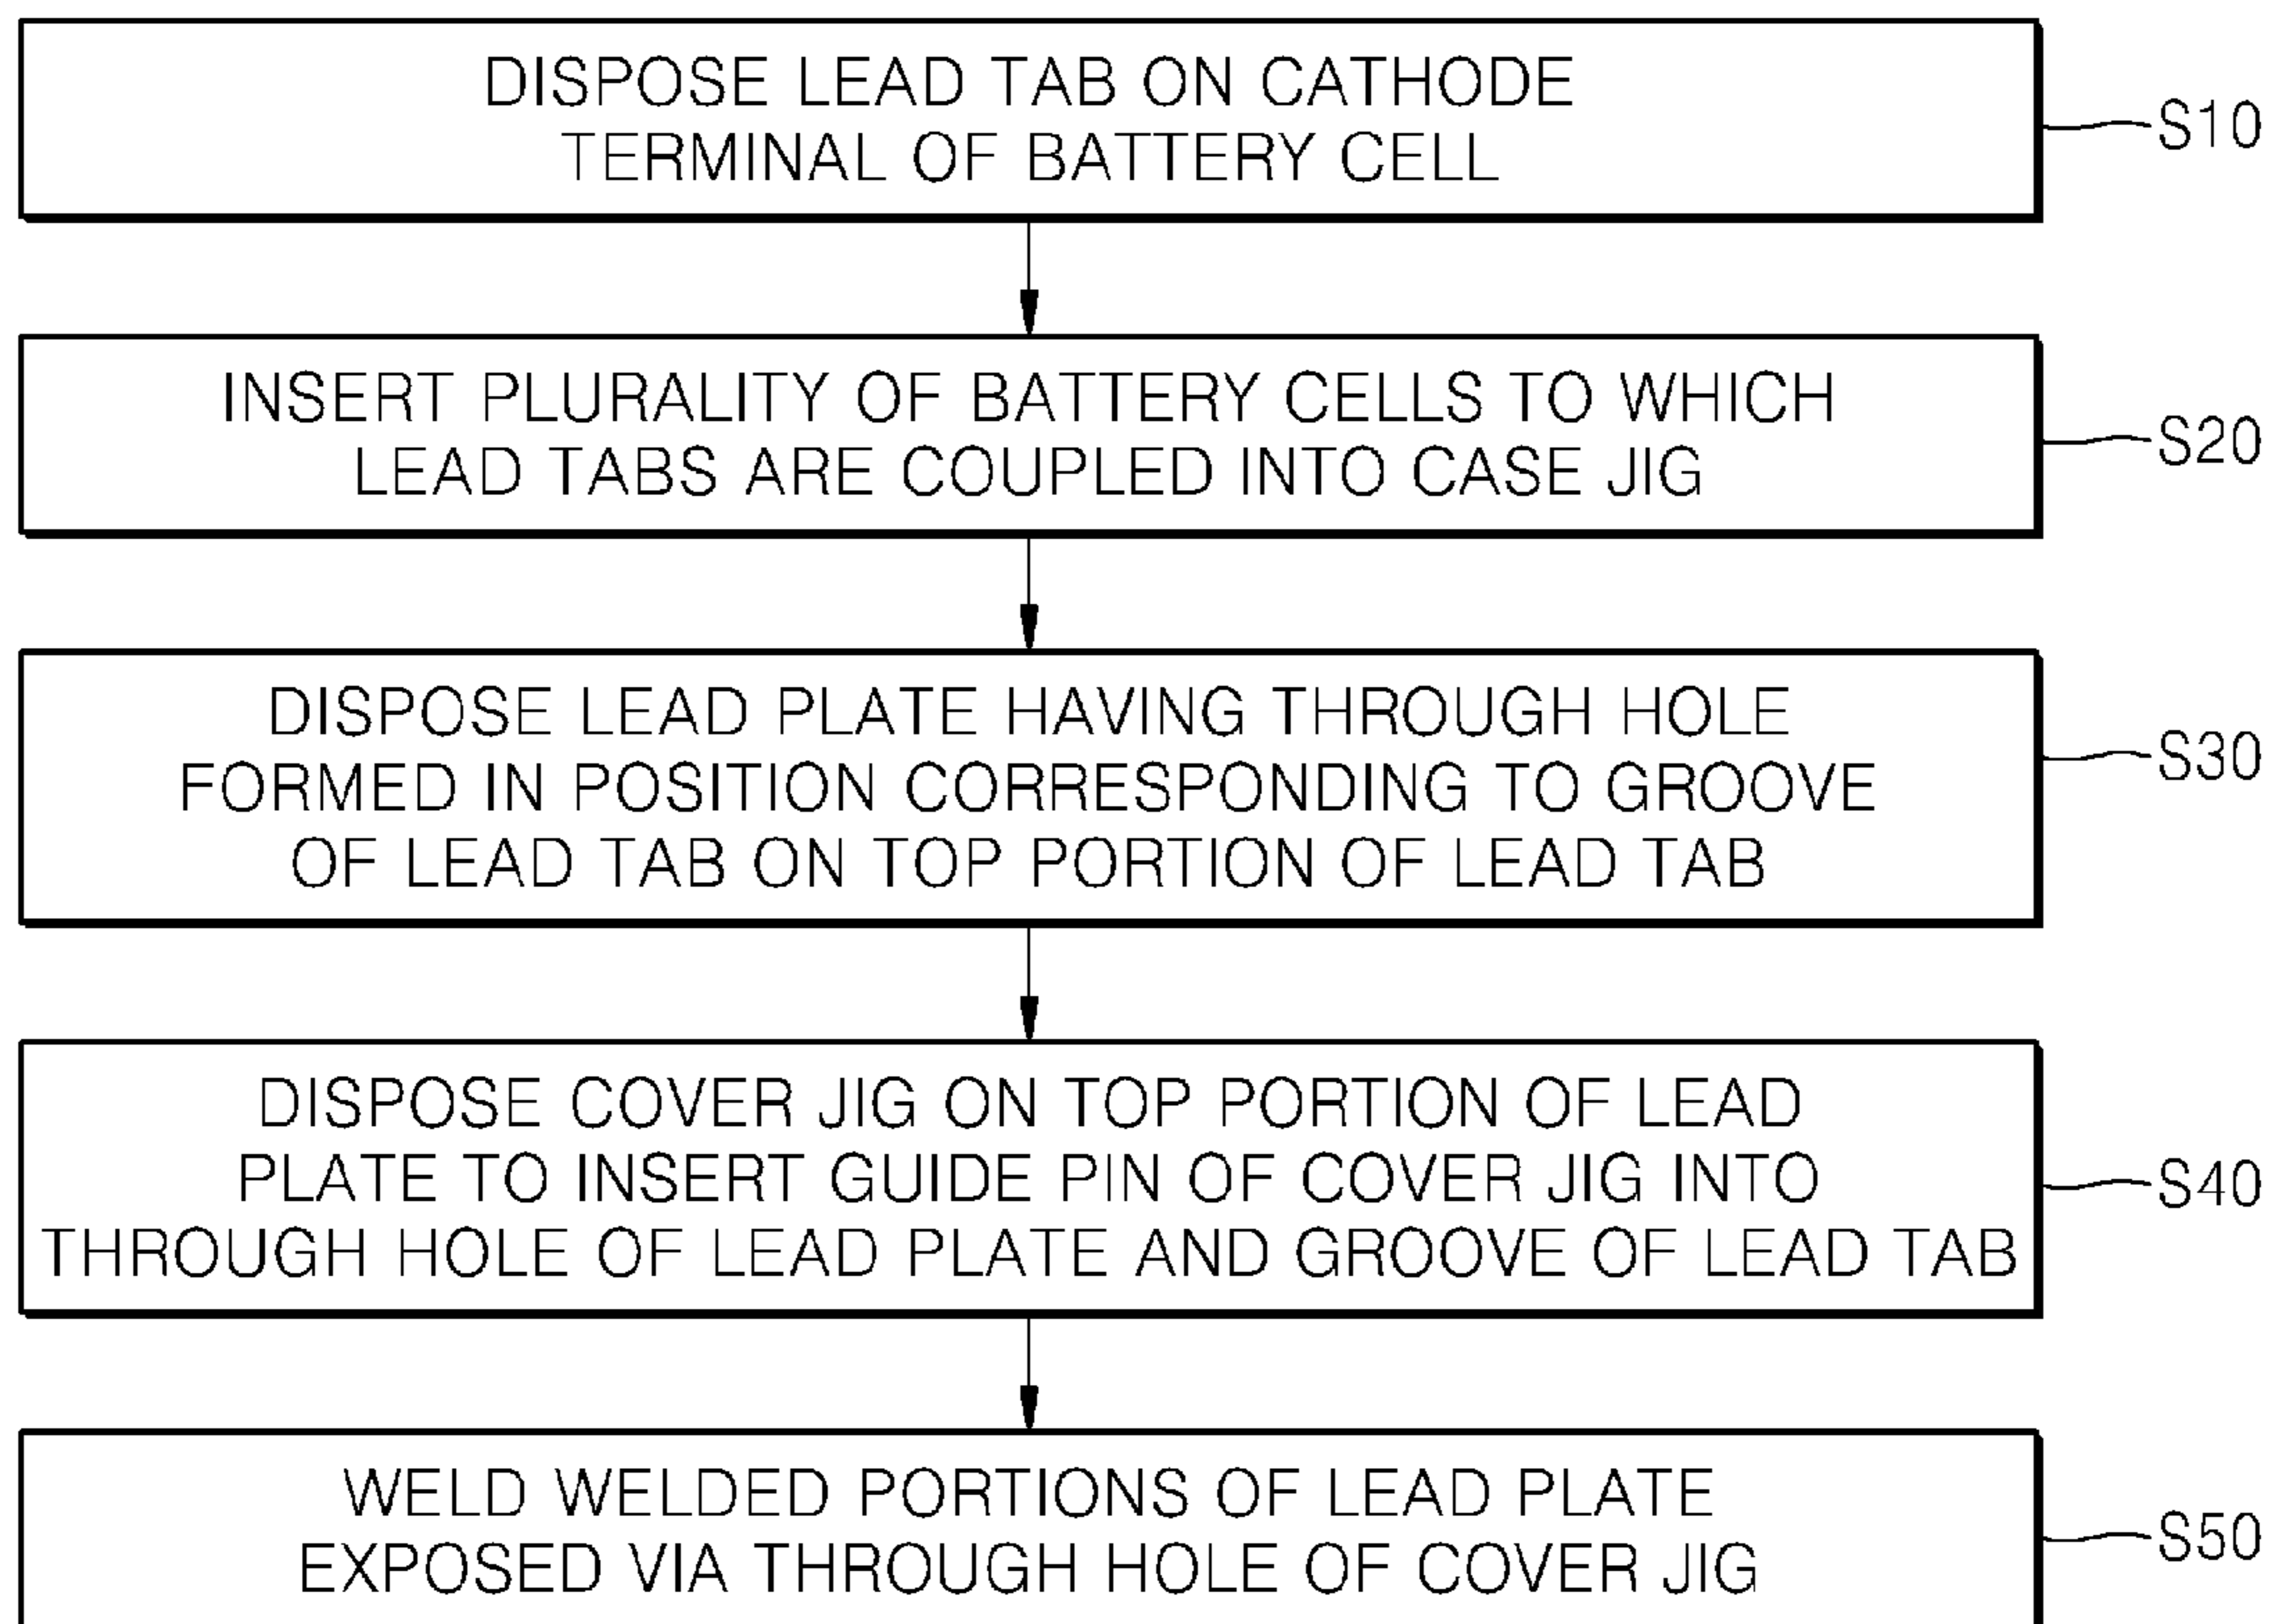 DISPOSE LEAD TAB ON CATHODE
TERMINAL OF BATTERY CELL
S10
INSERT PLURALITY OF BATTERY CELLS TO WHICH
LEAD TABS ARE COUPLED INTO CASE JIG
S20
DISPOSE LEAD PLATE HAVING THROUGH HOLE
FORMED IN POSITION CORRESPONDING TO GROOVE
OF LEAD TAB ON TOP PORTION OF LEAD TAB
S30
DISPOSE COVER JIG ON TOP PORTION OF LEAD
PLATE TO INSERT GUIDE PIN OF COVER JIG INTO
THROUGH HOLE OF LEAD PLATE AND GROOVE OF LEAD TAB
S40
WELD WELDED PORTIONS OF LEAD PLATE
EXPOSED VIA THROUGH HOLE OF COVER JIG
S50